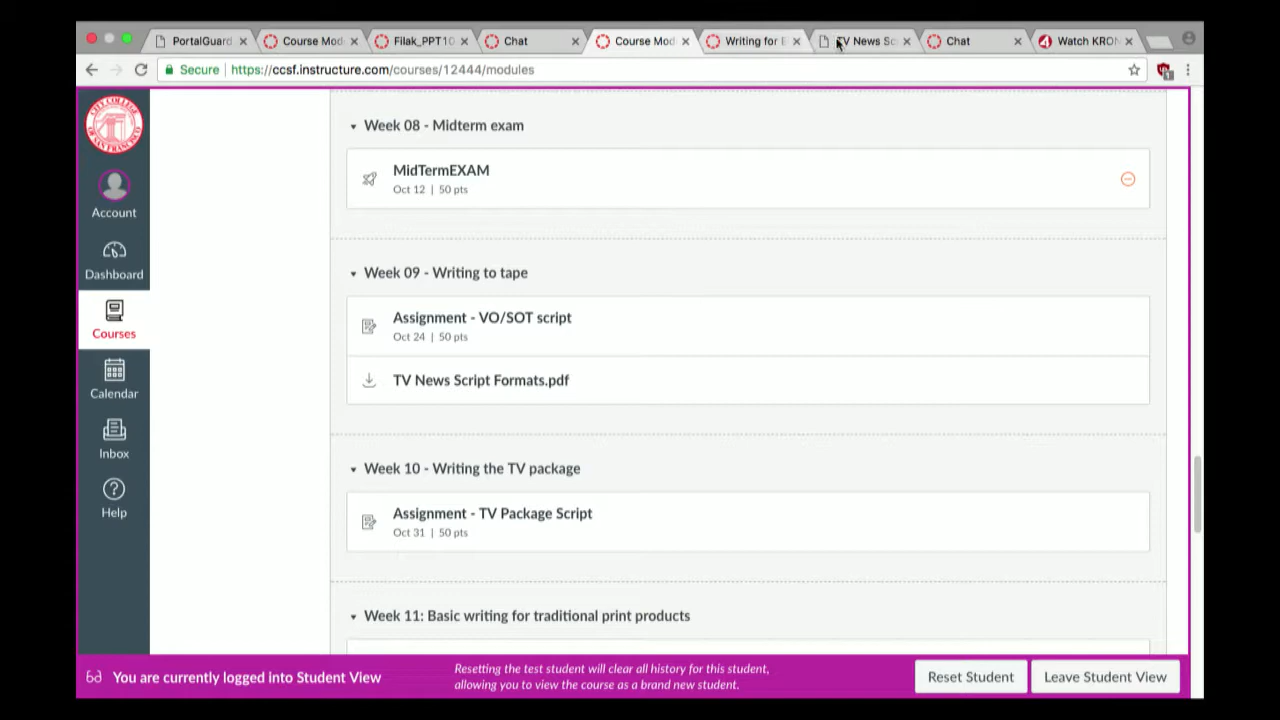 PortalGuard
Course Mod
Filak_PPT10
Chat
Course Mod
Writing for E
TV News Sc
Chat
Watch KRON
Secure
https://ccsf.instructure.com/courses/12444/modules
CITY COLLEGE
OF SAN FRANCISCO
Account
Dashboard
Courses
Calendar
Inbox
Help
Week 08 - Midterm exam
MidTermEXAM
Oct 12 | 50 pts
Week 09 - Writing to tape
Assignment - VO/SOT script
Oct 24 | 50 pts
TV News Script Formats.pdf
Week 10 - Writing the TV package
Assignment - TV Package Script
Oct 31 | 50 pts
Week 11: Basic writing for traditional print products
You are currently logged into Student View
Resetting the test student will clear all history for this student,
allowing you to view the course as a brand new student.
Reset Student
Leave Student View